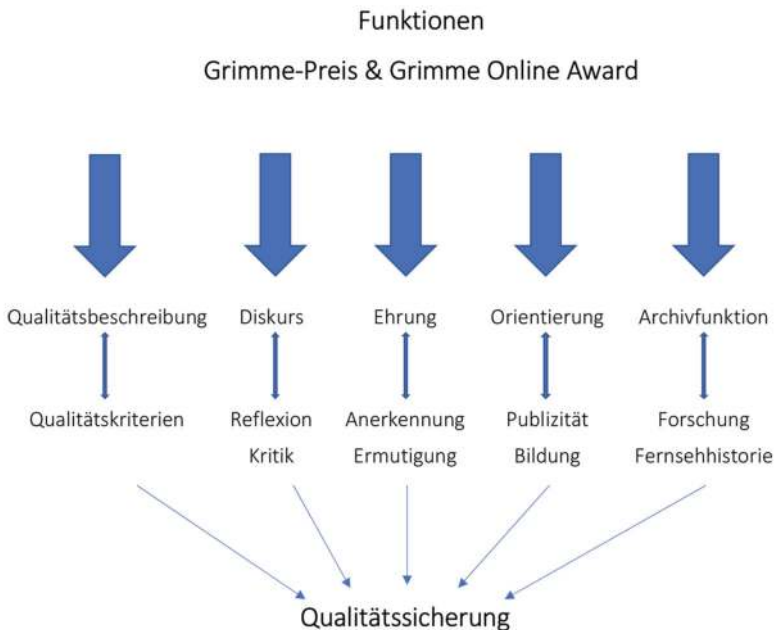 Funktionen
Grimme-Preis & Grimme Online Award
Qualitätsbeschreibung Diskurs Ehrung Orientierung Archivfunktion
Qualitätskriterien Reflexion Anerkennung Publizität Forschung
Kritik Ermutigung Bildung Fernsehhistorie
Qualitätssicherung